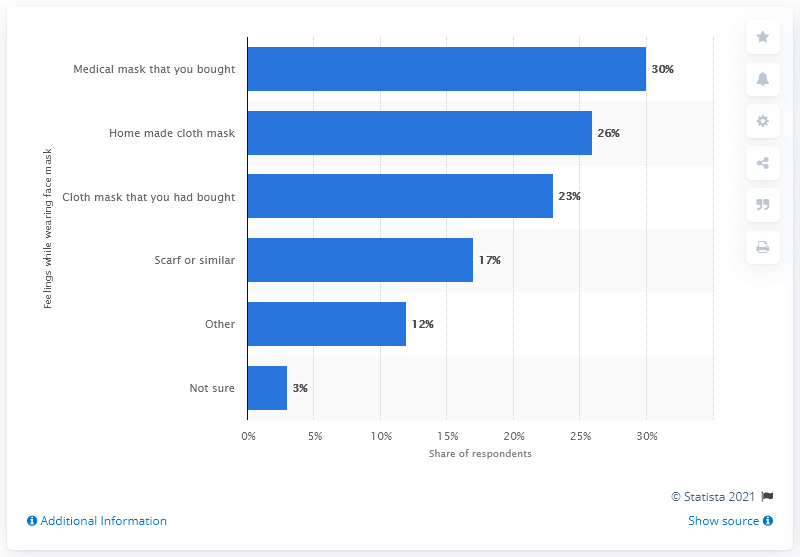 Feelings while wearing face mask
Medical mask that you bought
30%
Home made cloth mask
26%
Cloth mask that you had bought
23%
Scarf or similar
17%
Other
12%
Not sure
3%
0% 5% 10% 15% 20% 25% 30%
Share of respondents
© Statista 2021
Additional Information
Show source